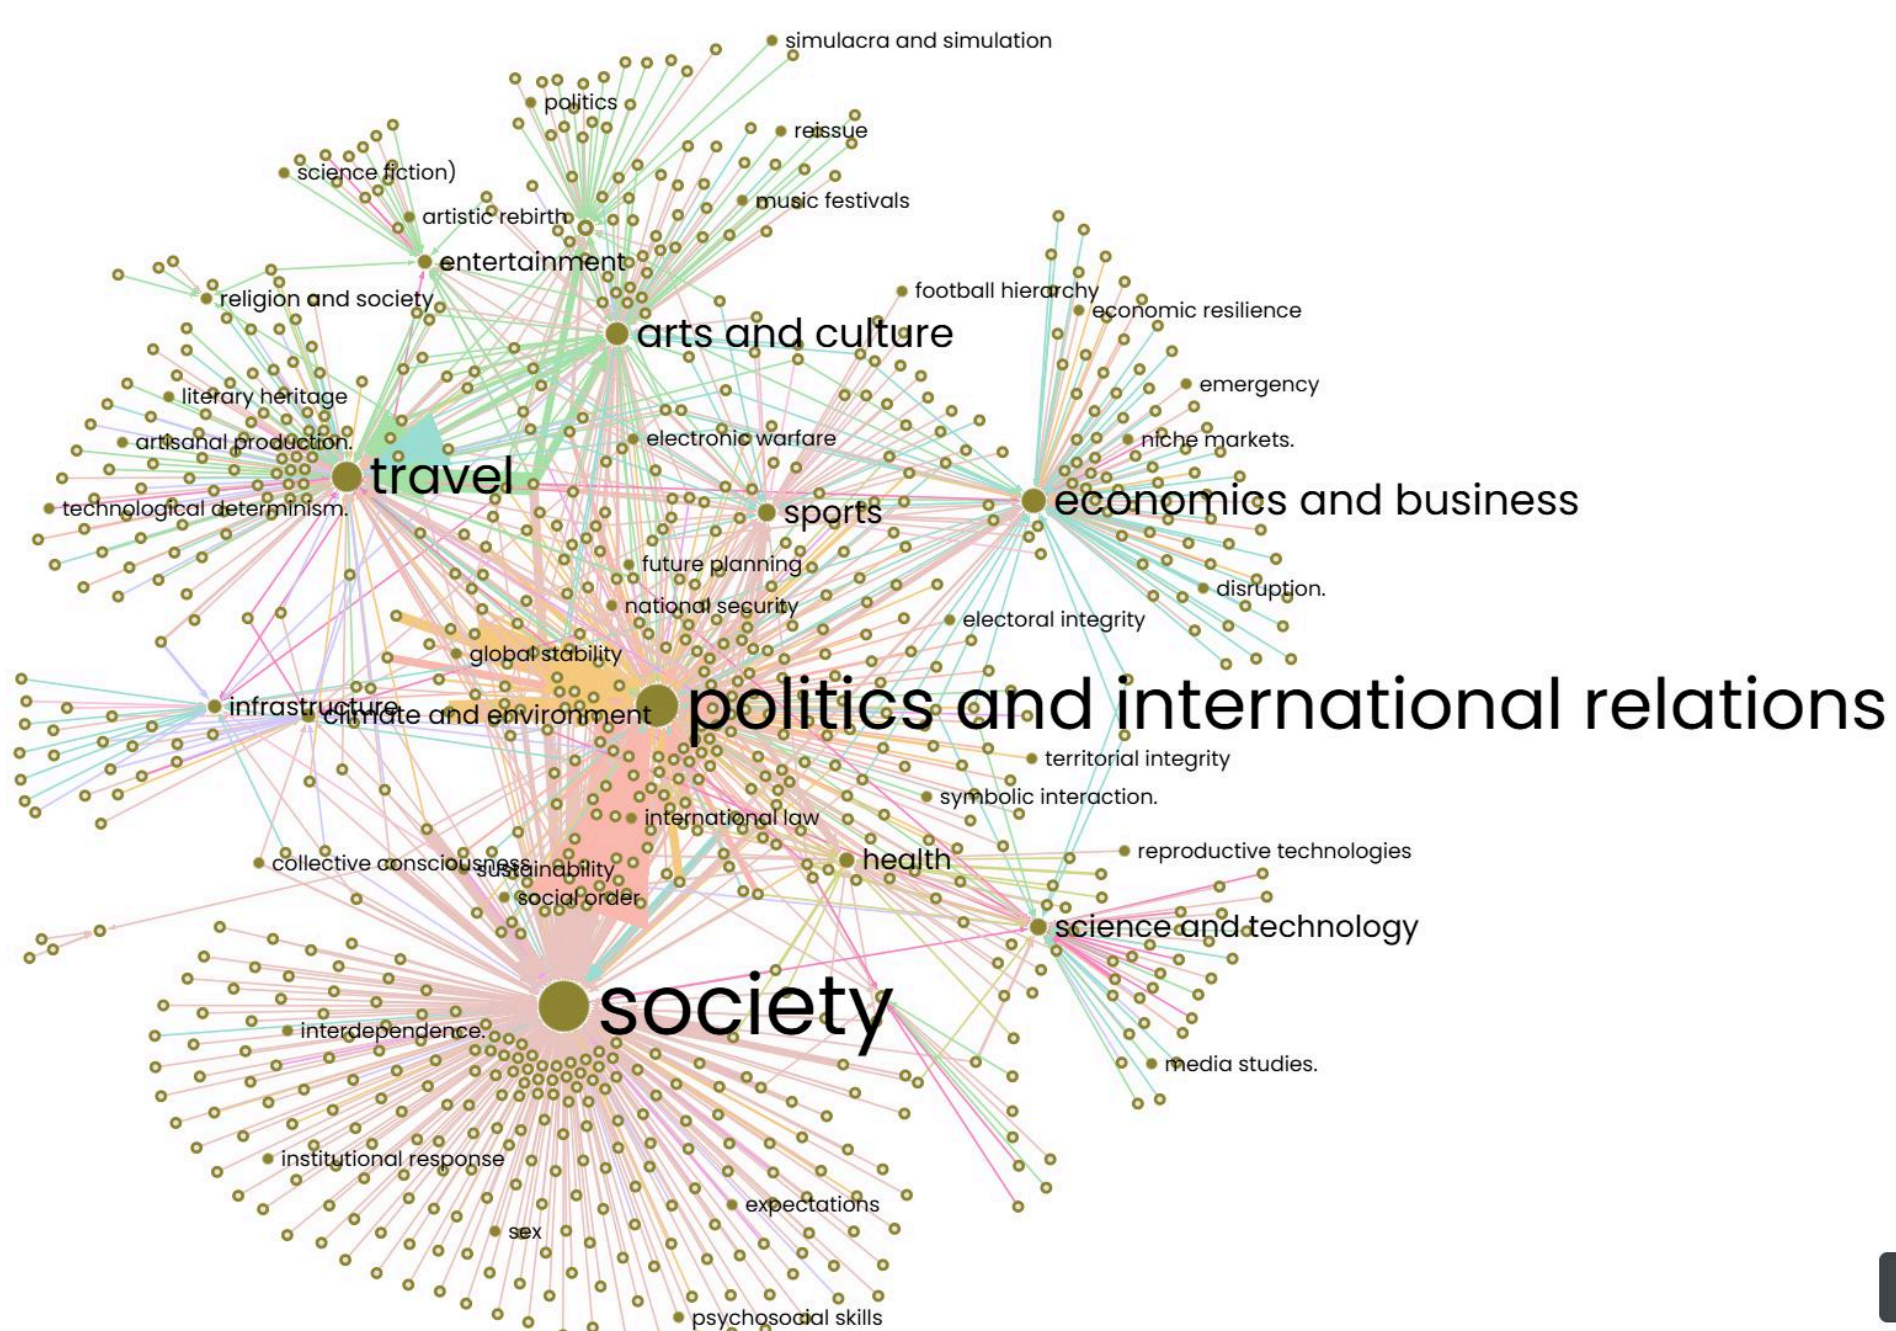 simulacra and simulation
politics
reissue
science fiction)
music festivals
artistic rebirth
entertainment
football hierarchy
religion and society
economic resilience
arts and culture
emergency
literary heritage
electronic warfare
niche markets.
artisanal production.
travel
economics and business
technological determinism.
sports
future planning
disruption.
national security
electoral integrity
global stability
infrastructure
politics and international relations
climate and environment
territorial integrity
symbolic interaction.
international law
reproductive technologies
health
collective consciousness
sustainability
social order
science and technology
society
interdependence.
media studies.
institutional response
expectations
sex
psychosocial skills